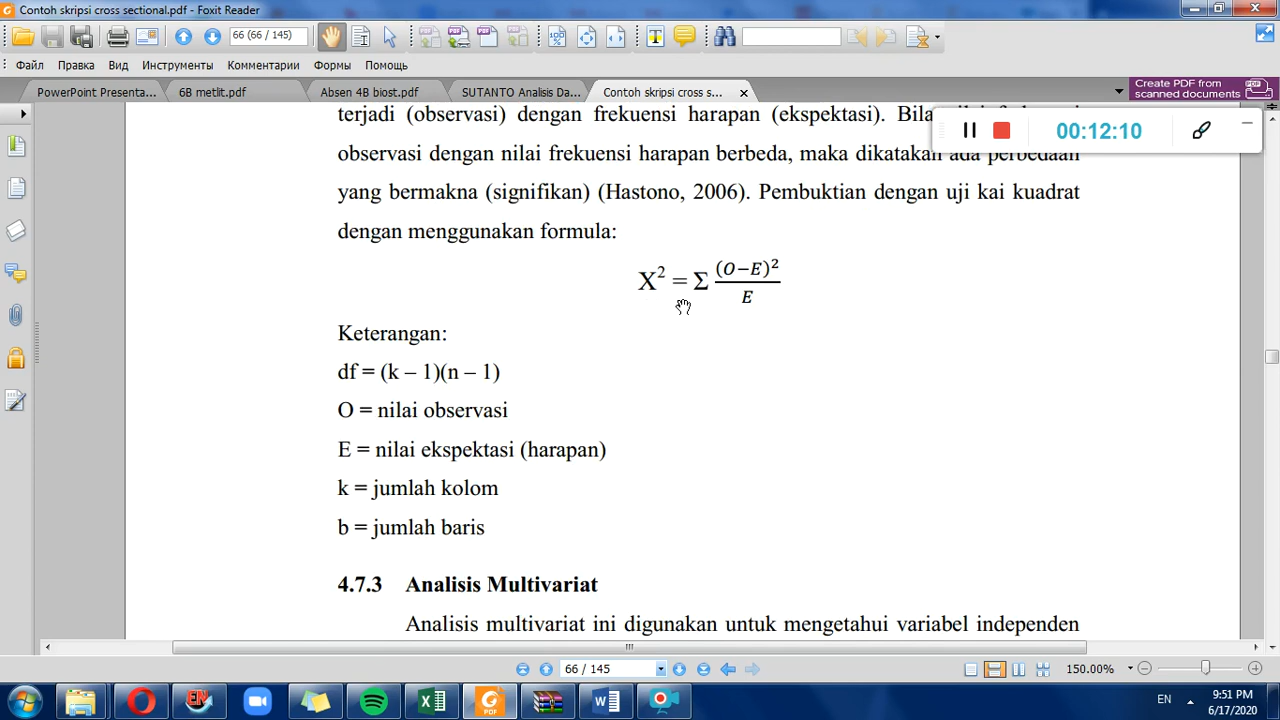 Contoh skripsi cross sectional.pdf - Foxit Reader
66 (66 / 145)
Файл Правка Вид Инструменты Комментарии Формы Помощь
PowerPoint Presenta... 6B metlit.pdf Absen 4B biost.pdf SUTANTO Analisis Da... Contoh skripsi cross s...
Create PDF from
scanned documents
00:12:10
terjadi (observasi) dengan frekuensi harapan (ekspektasi).
observasi dengan nilai frekuensi harapan berbeda, maka dikatakan ada perbedaan
yang bermakna (signifikan) (Hastono, 2006). Pembuktian dengan uji kai kuadrat
dengan menggunakan formula:
X² = Σ (O−E)² / E
Keterangan:
df = (k – 1)(n – 1)
O = nilai observasi
E = nilai ekspektasi (harapan)
k = jumlah kolom
b = jumlah baris
4.7.3 Analisis Multivariat
Analisis multivariat ini digunakan untuk mengetahui variabel independen
66 / 145
150.00%
EN
9:51 PM
6/17/2020